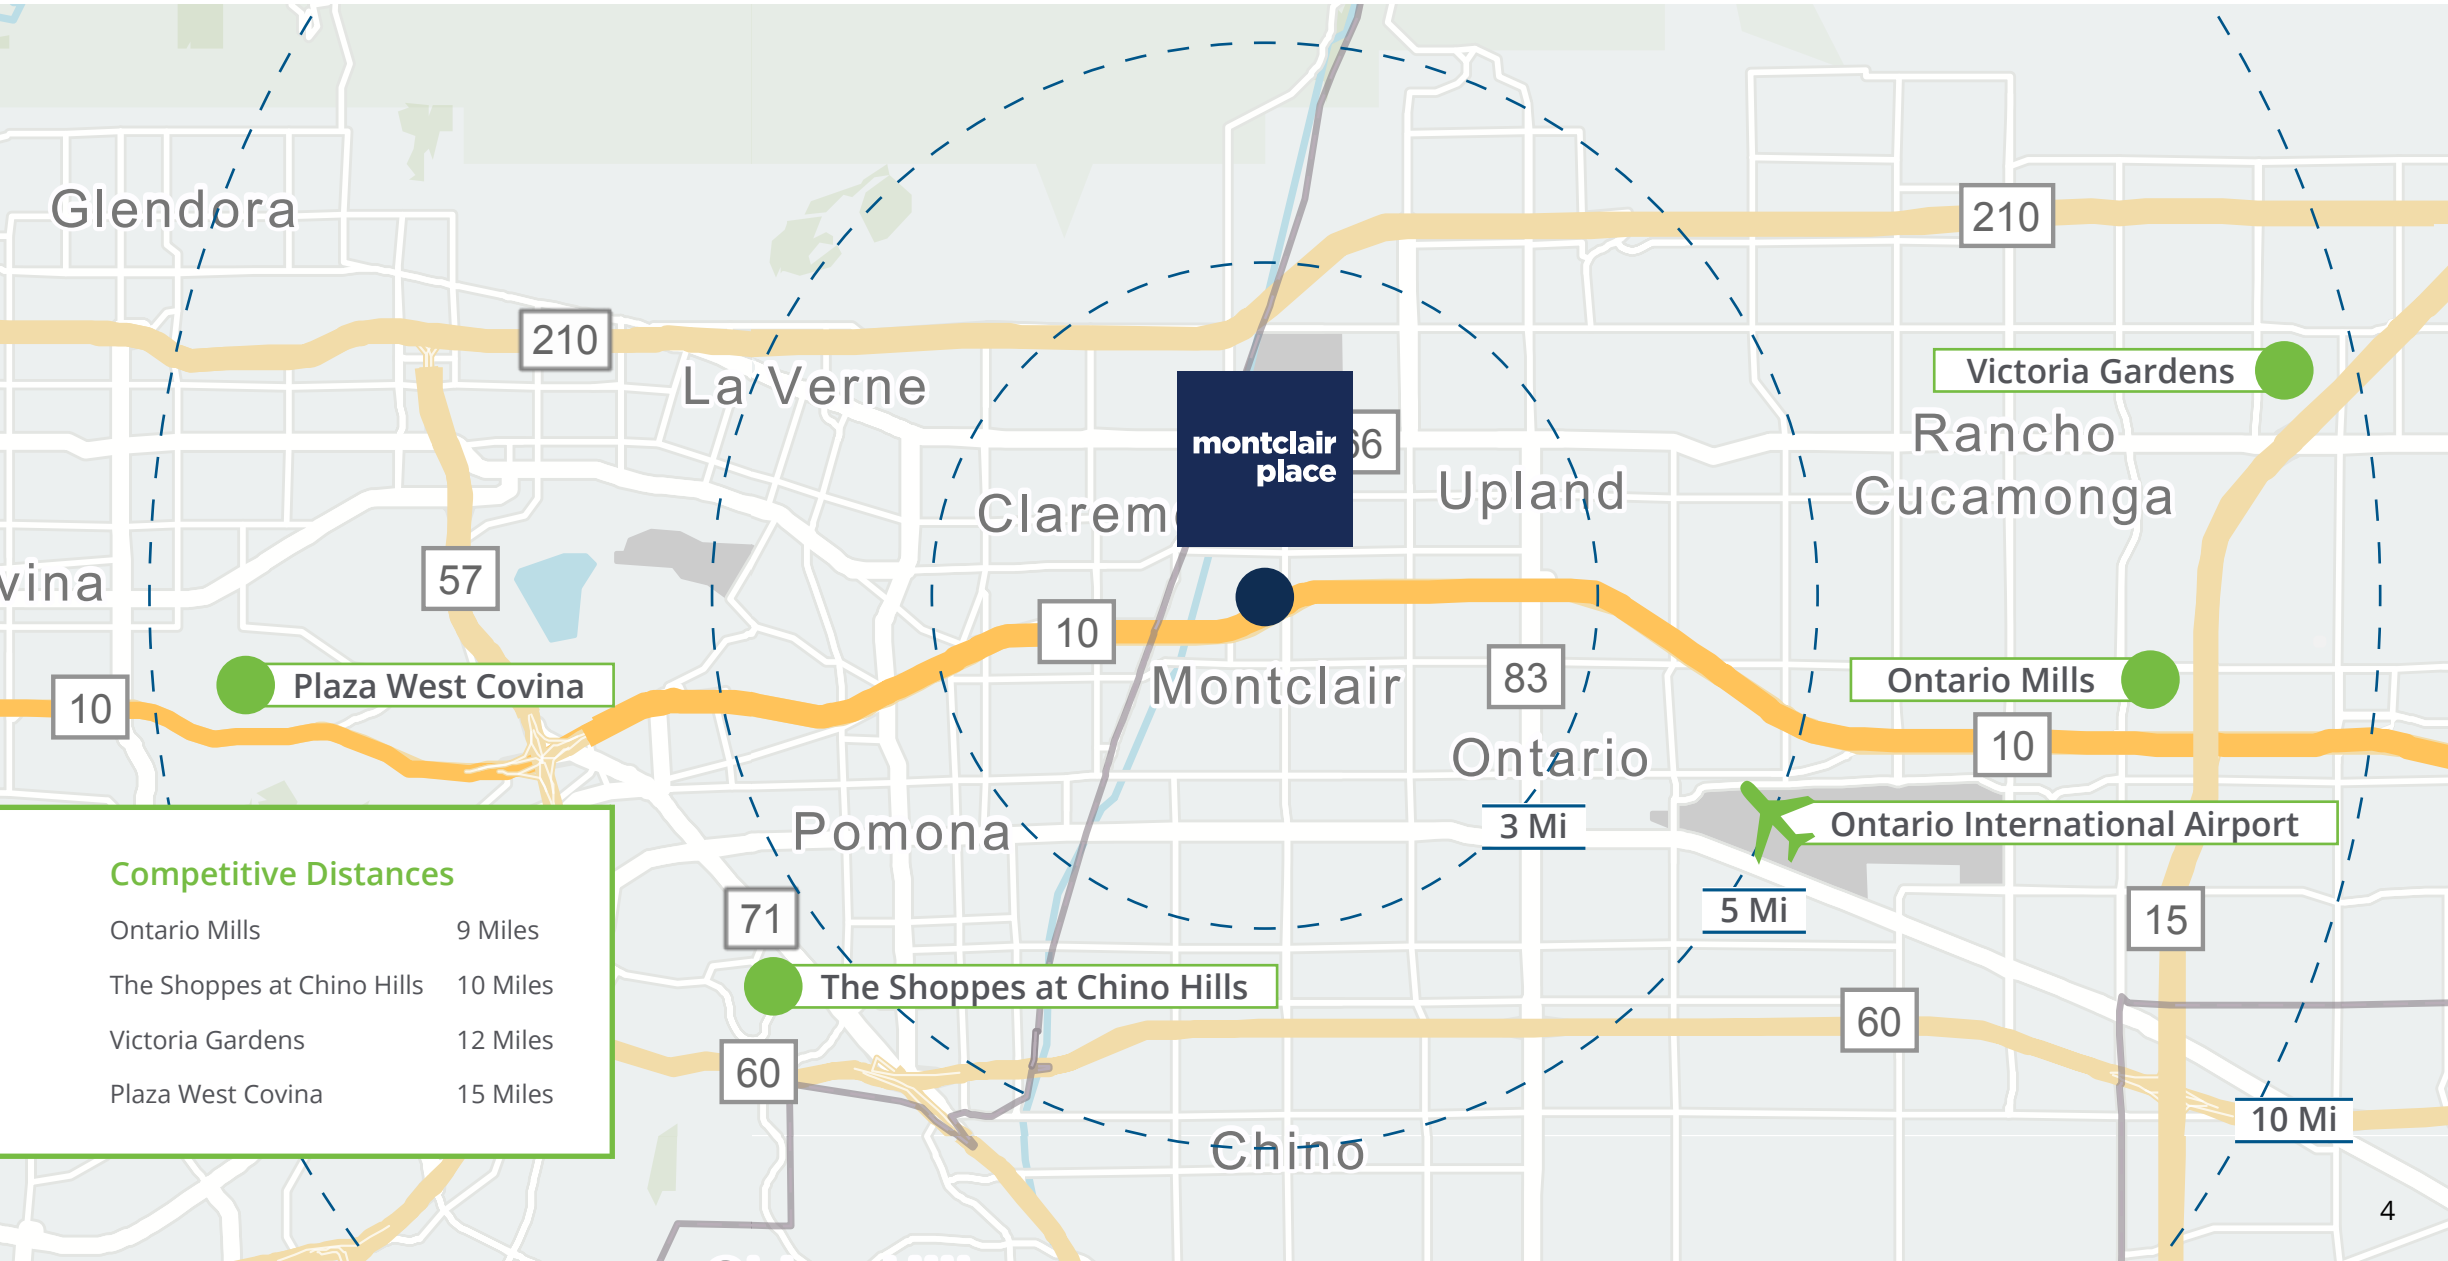 Glendora
210
210
Victoria Gardens
La Verne
montclair
place
66
Rancho
Cucamonga
Upland
Clarem
vina
57
10
Plaza West Covina
10
Montclair
83
Ontario Mills
10
Ontario
3 Mi
Ontario International Airport
Pomona
5 Mi
71
15
The Shoppes at Chino Hills
60
60
10 Mi
Chino
Competitive Distances
Ontario Mills 9 Miles
The Shoppes at Chino Hills 10 Miles
Victoria Gardens 12 Miles
Plaza West Covina 15 Miles
4